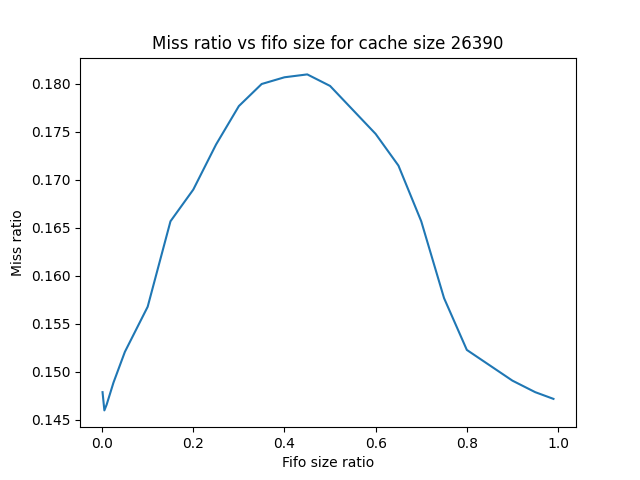 Miss ratio vs fifo size for cache size 26390
0.180
0.175
0.170
0.165
0.160
0.155
0.150
0.145
Miss ratio
0.0 0.2 0.4 0.6 0.8 1.0
Fifo size ratio